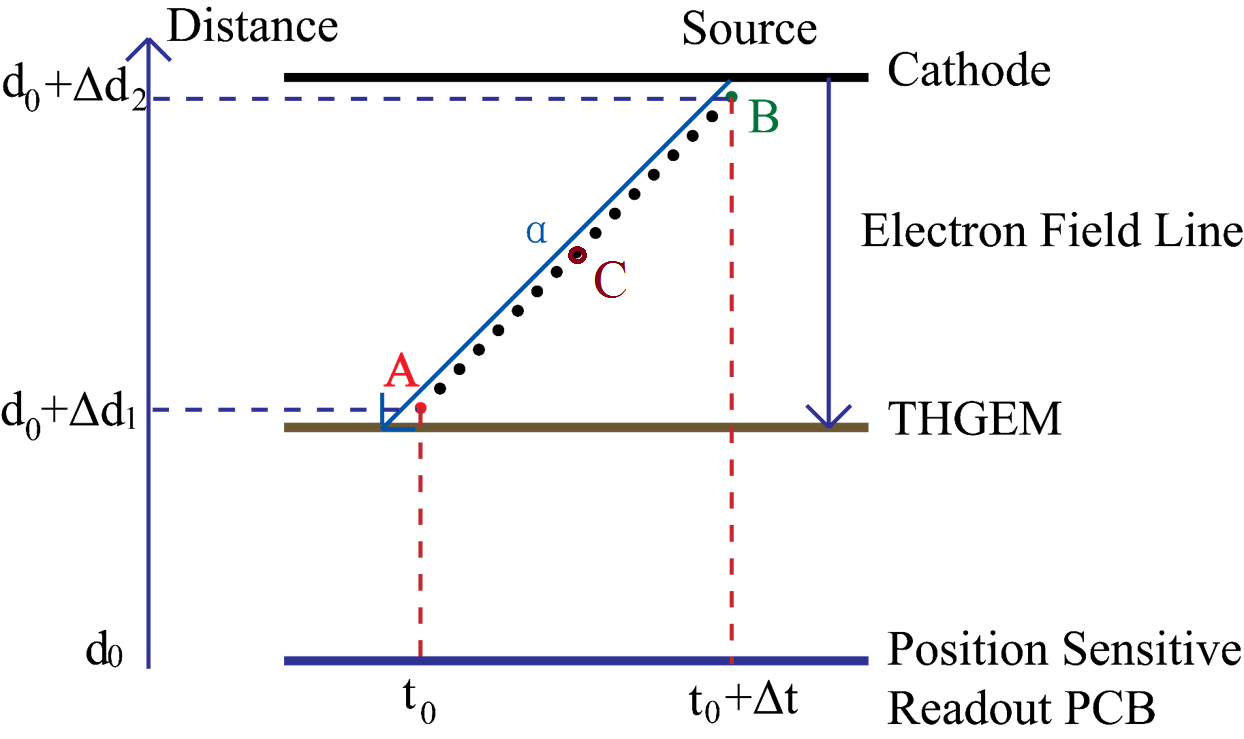 Distance
Source
Cathode
d₀+Δd₂
B
α
Electron Field Line
C
A
d₀+Δd₁
THGEM
d₀
Position Sensitive
Readout PCB
t₀
t₀+Δt